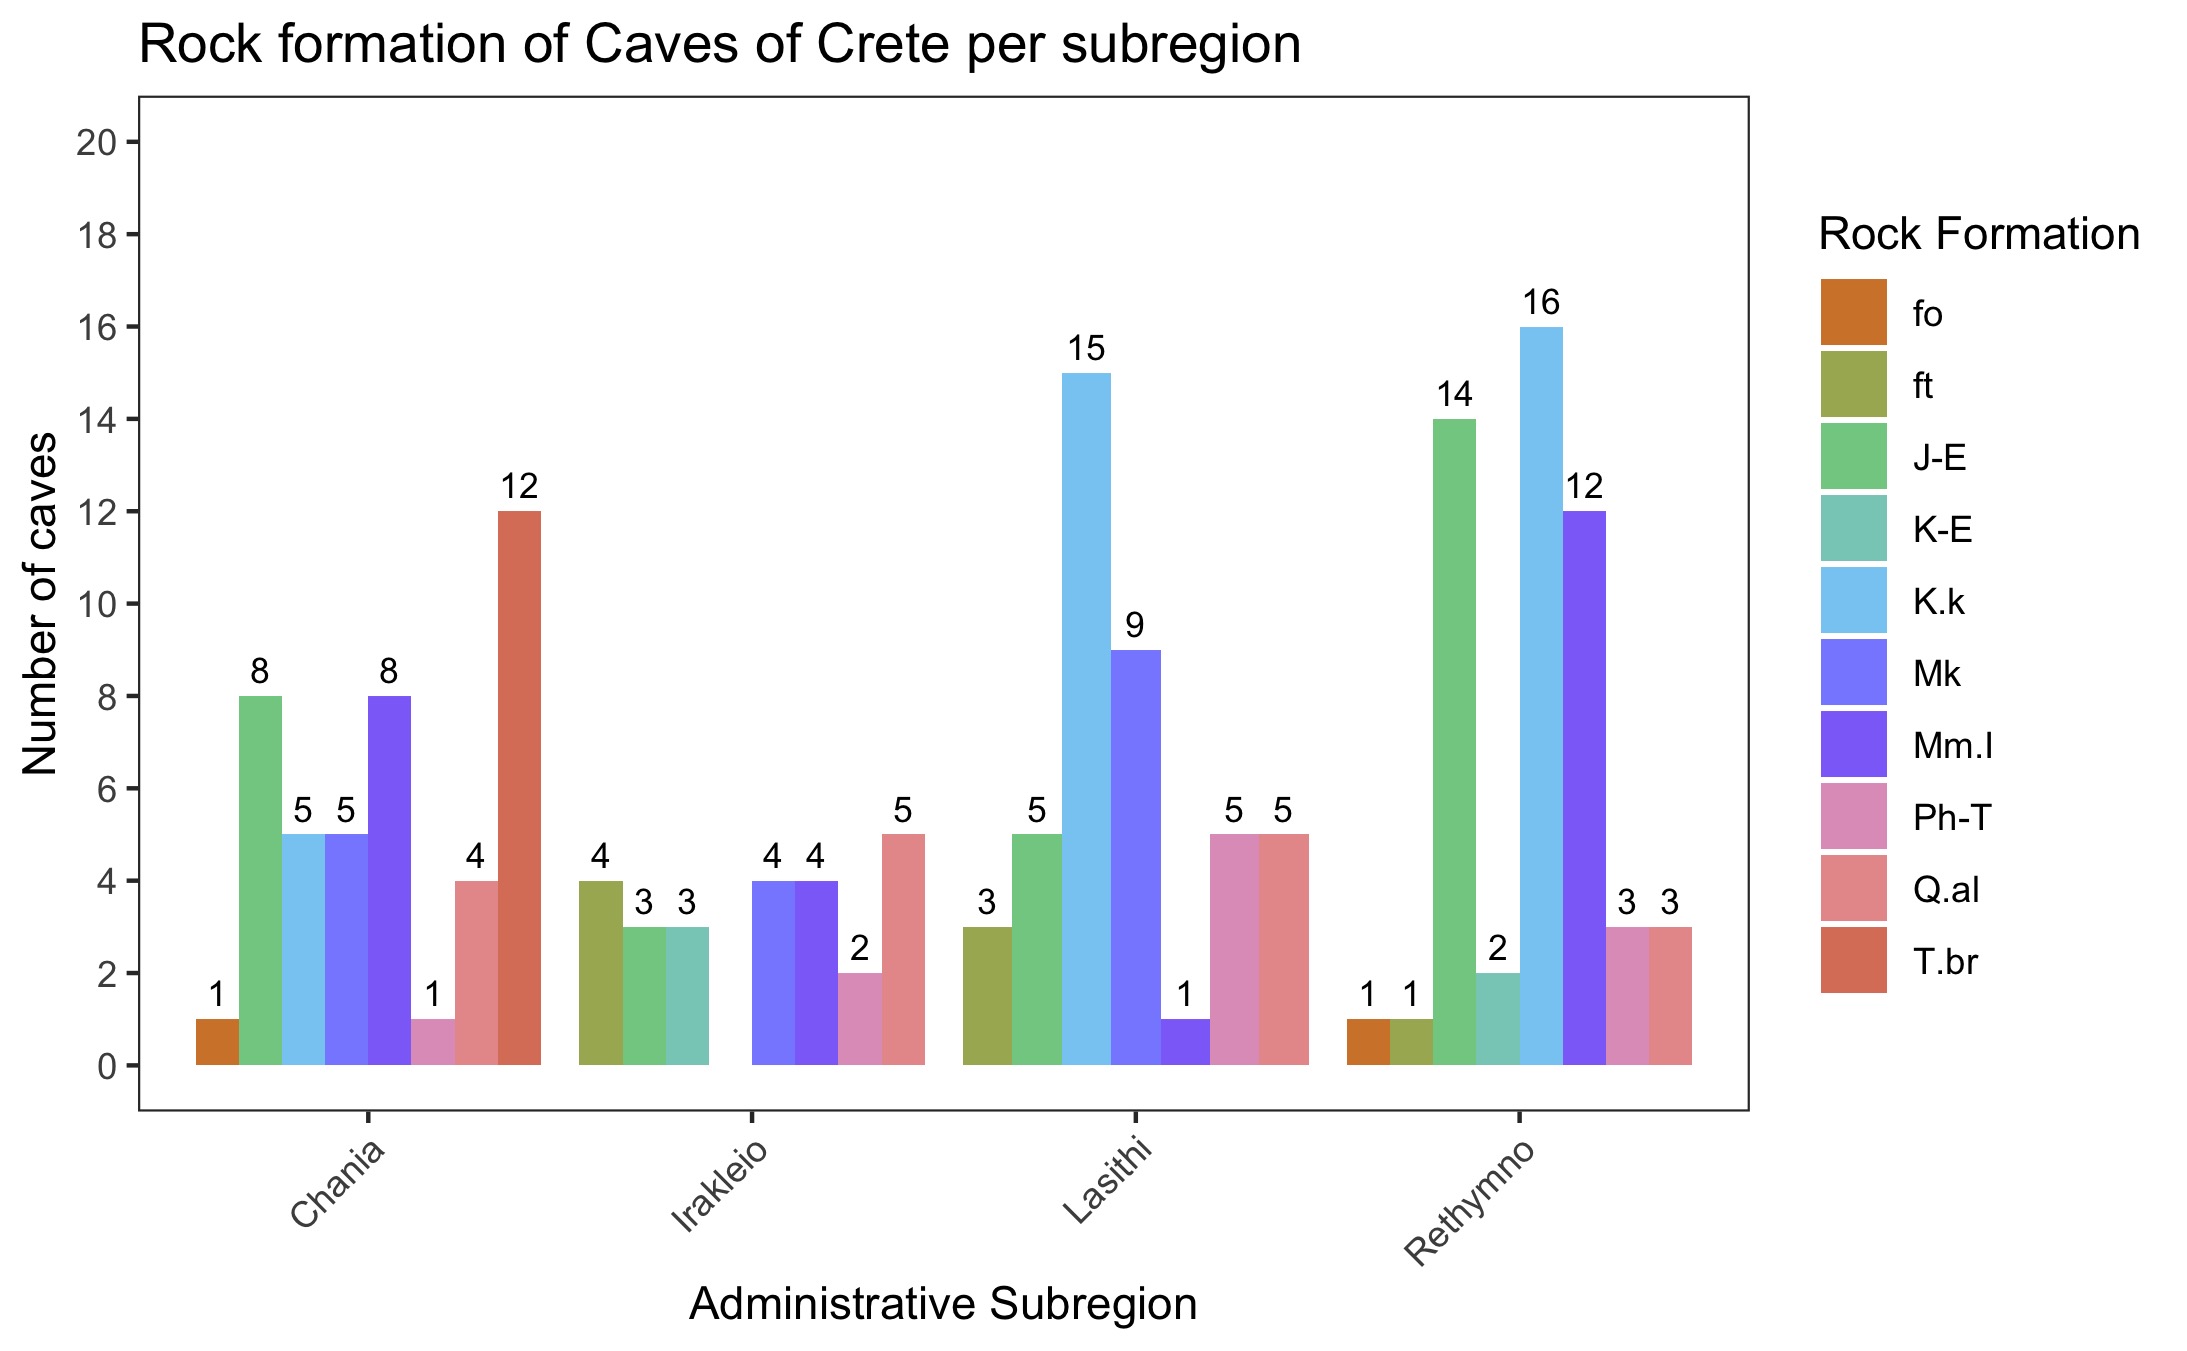 Rock formation of Caves of Crete per subregion
Number of caves
20
18
16
14
12
10
8
6
4
2
0
1
8
5
5
8
1
4
12
4
3
3
4
4
2
5
3
5
15
9
1
5
5
1
1
14
2
16
12
3
3
Chania
Irakleio
Lasithi
Rethymno
Administrative Subregion
Rock Formation
fo
ft
J-E
K-E
K.k
Mk
Mm.I
Ph-T
Q.al
T.br